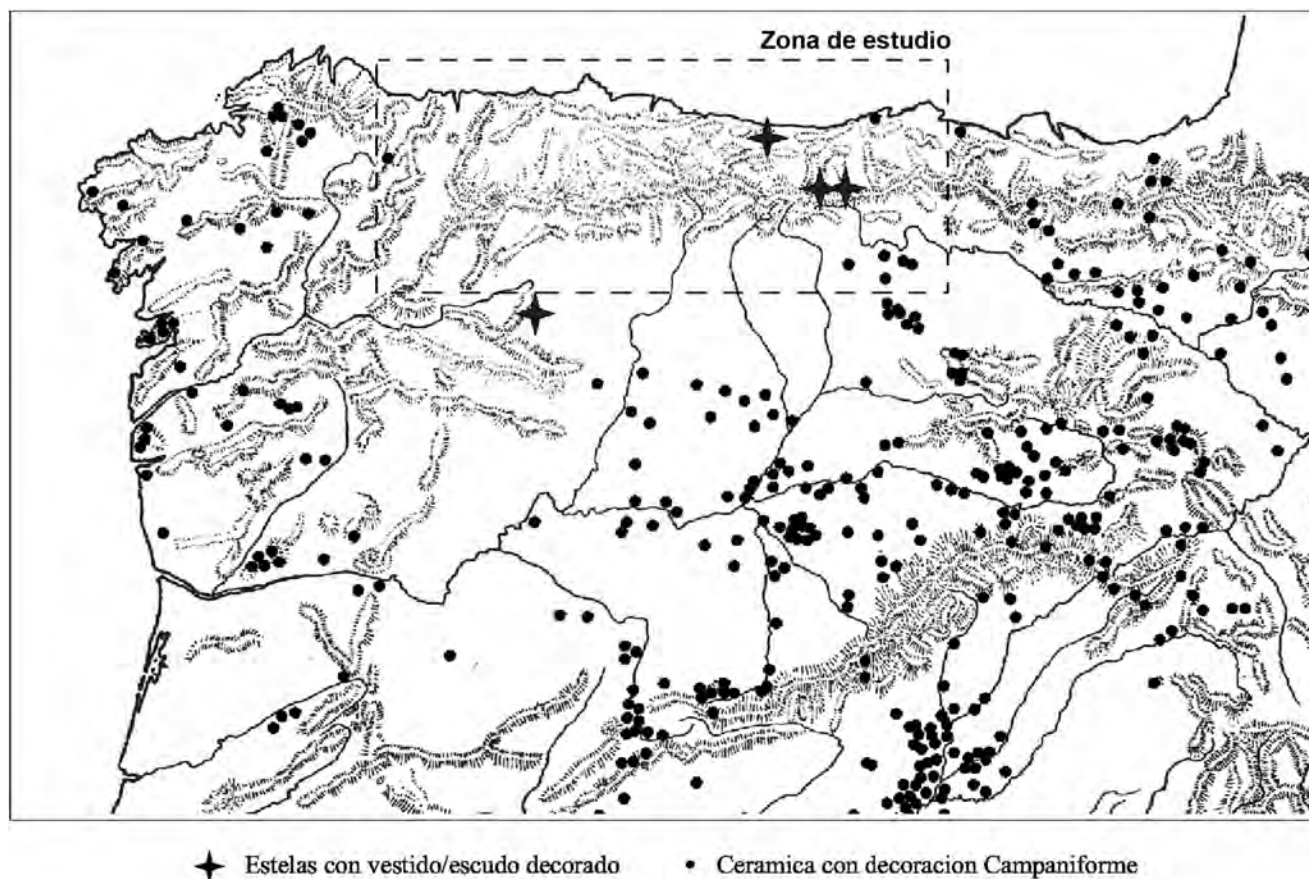 Zona de estudio
Estelas con vestido/escudo decorado
Ceramica con decoracion Campaniforme